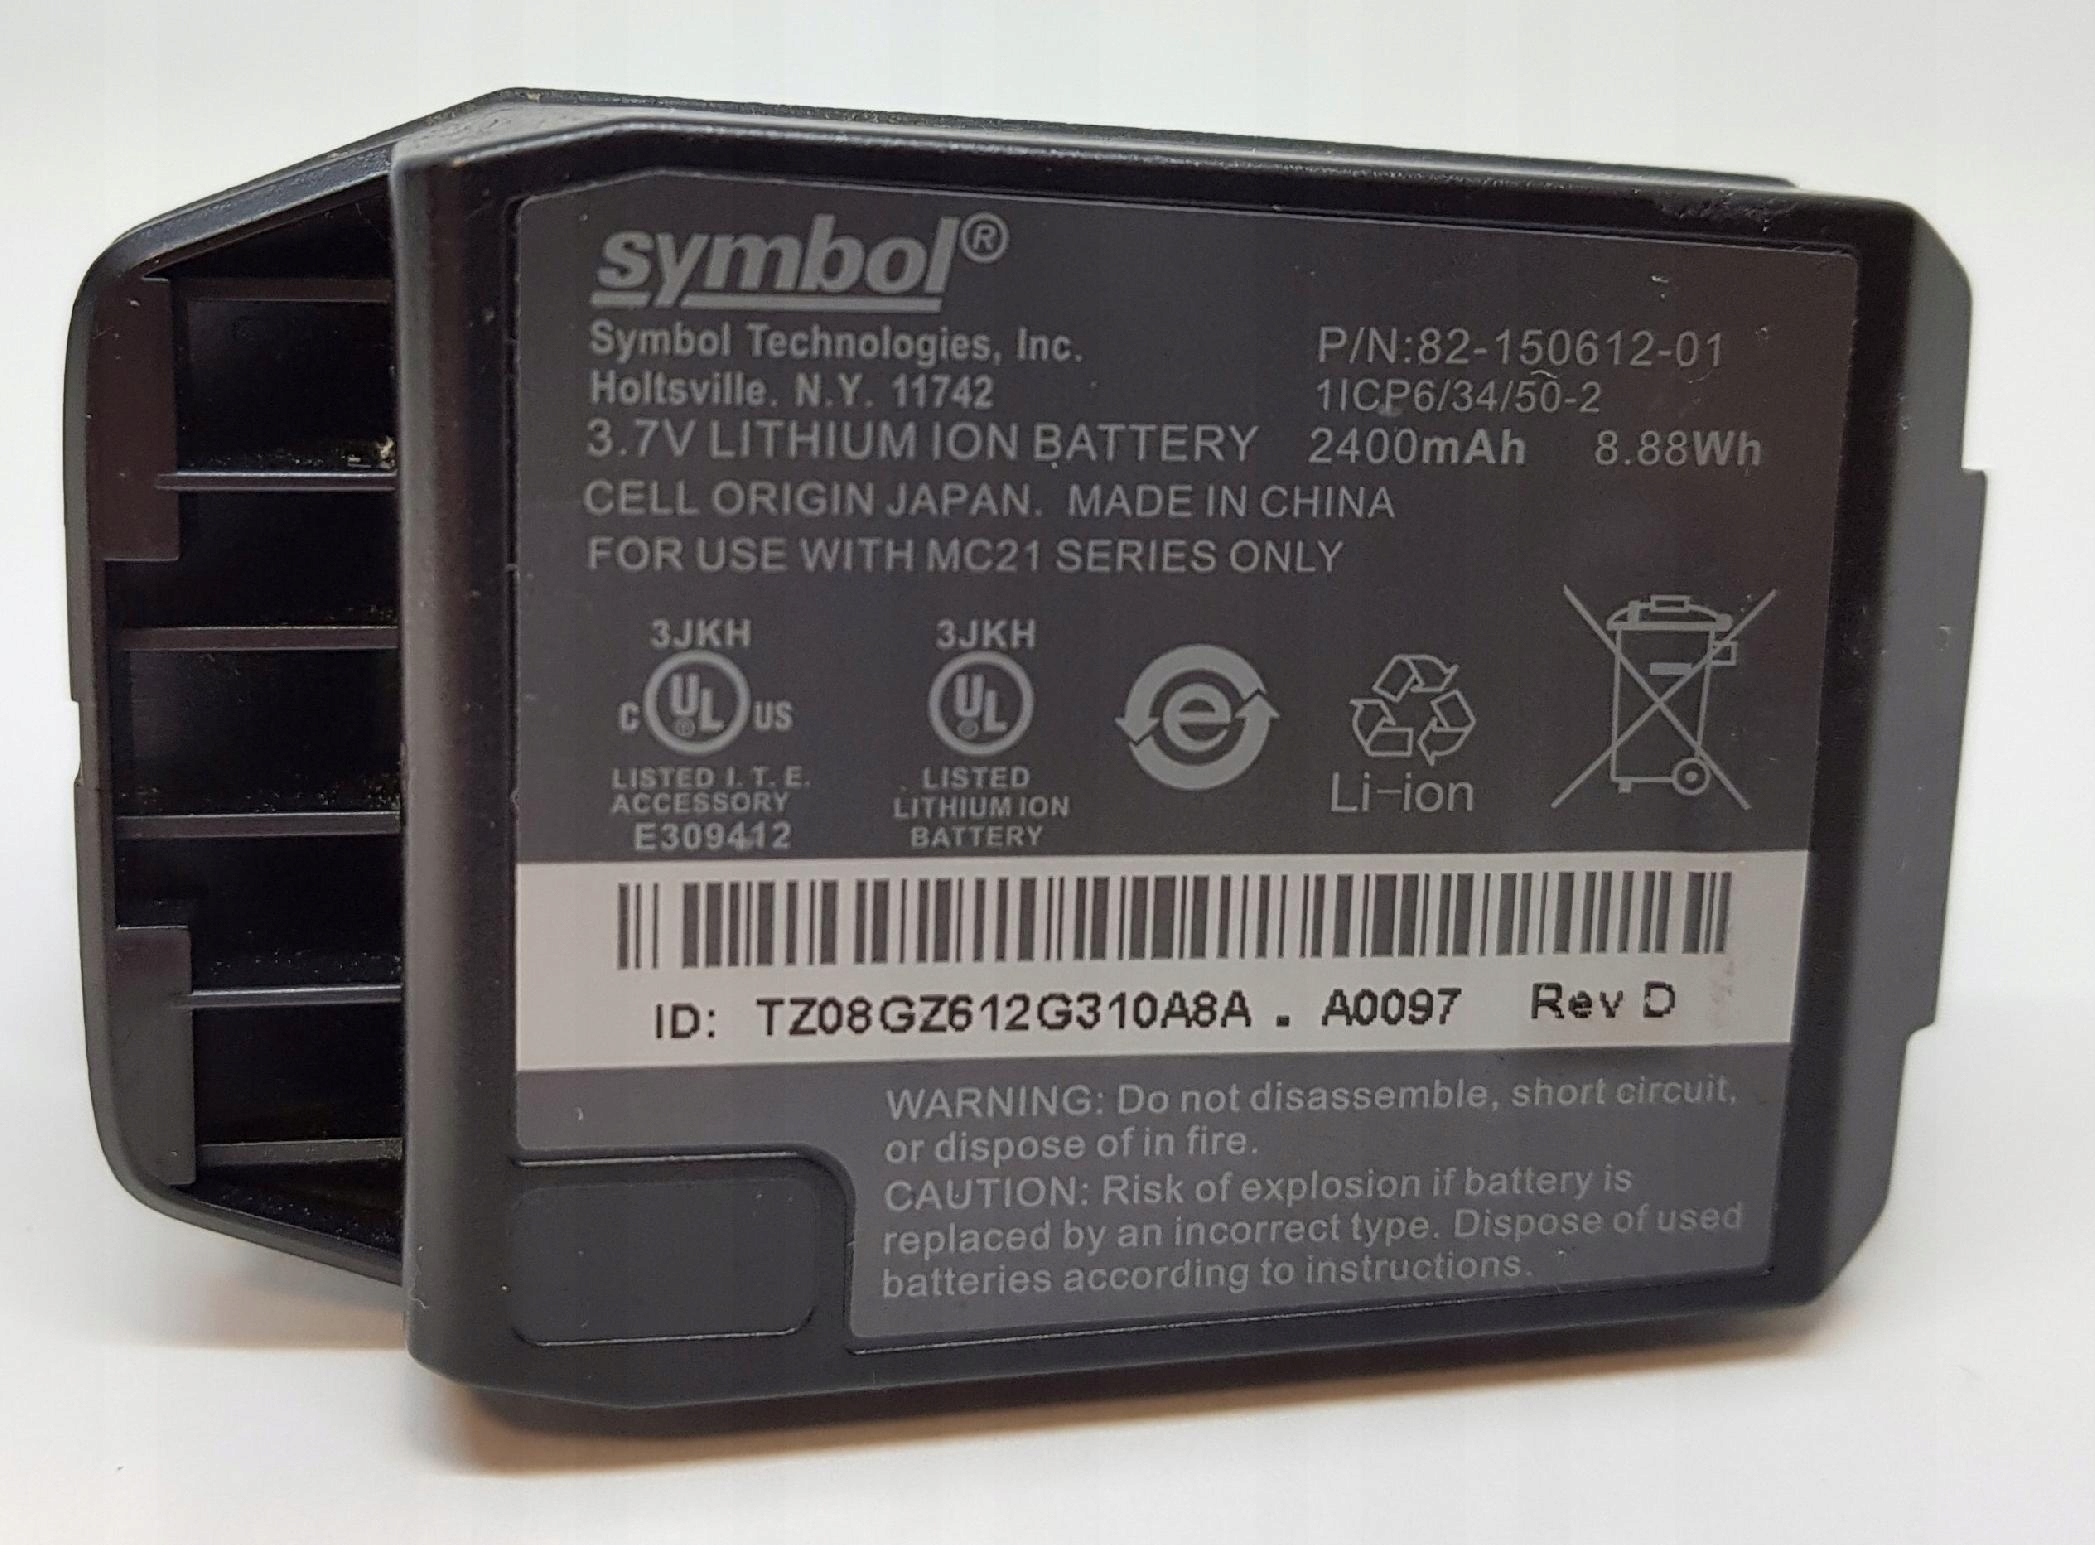 symbol®
Symbol Technologies, Inc.
Holtsville, N.Y. 11742
P/N:82-150612-01
1ICP6/34/50-2
3.7V LITHIUM ION BATTERY 2400mAh 8.88Wh
CELL ORIGIN JAPAN. MADE IN CHINA
FOR USE WITH MC21 SERIES ONLY
3JKH
C UL US
LISTED I.T.E.
ACCESSORY
E309412
3JKH
UL
LISTED
LITHIUM ION
BATTERY
e
Li-ion
ID: TZ08GZ612G310A8A . A0097 Rev D
WARNING: Do not disassemble, short circuit,
or dispose of in fire.
CAUTION: Risk of explosion if battery is
replaced by an incorrect type. Dispose of used
batteries according to instructions.